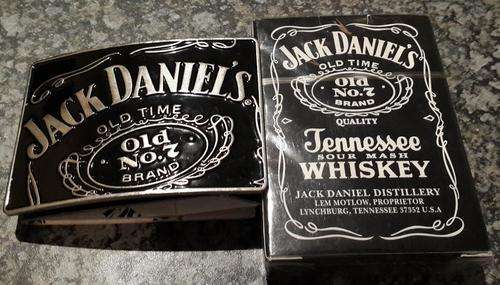 JACK DANIEL'S
OLD TIME
Old
No.7
BRAND
JACK DANIEL'S
OLD TIME
Old
No.7
BRAND
QUALITY
Tennessee
SOUR MASH
WHISKEY
JACK DANIEL DISTILLERY
LEM MOTLOW, PROPRIETOR
LYNCHBURG, TENNESSEE 37352 U.S.A